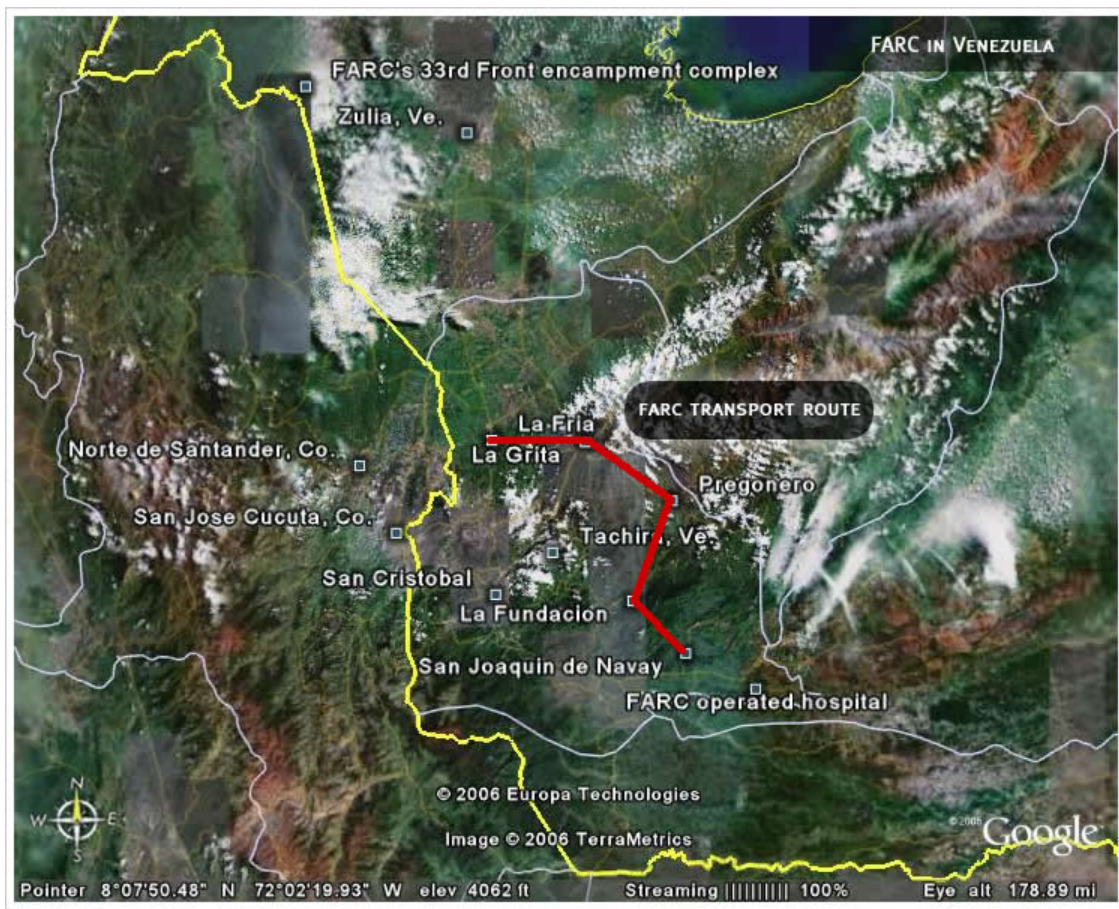 FARC IN VENEZUELA
FARC's 33rd Front encampment complex
Zulia, Ve.
FARC TRANSPORT ROUTE
La Fria
La Grita
Norte de Santander, Co.
Pregonero
San Jose Cucuta, Co.
Tachira, Ve.
San Cristobal
La Fundacion
San Joaquin de Navay
FARC operated hospital
© 2006 Europa Technologies
Image © 2006 TerraMetrics
N
W E
S
©2005 Google
Pointer 8°07'50.48" N 72°02'19.93" W elev 4062 ft Streaming |||||||||| 100% Eye alt 178.89 mi